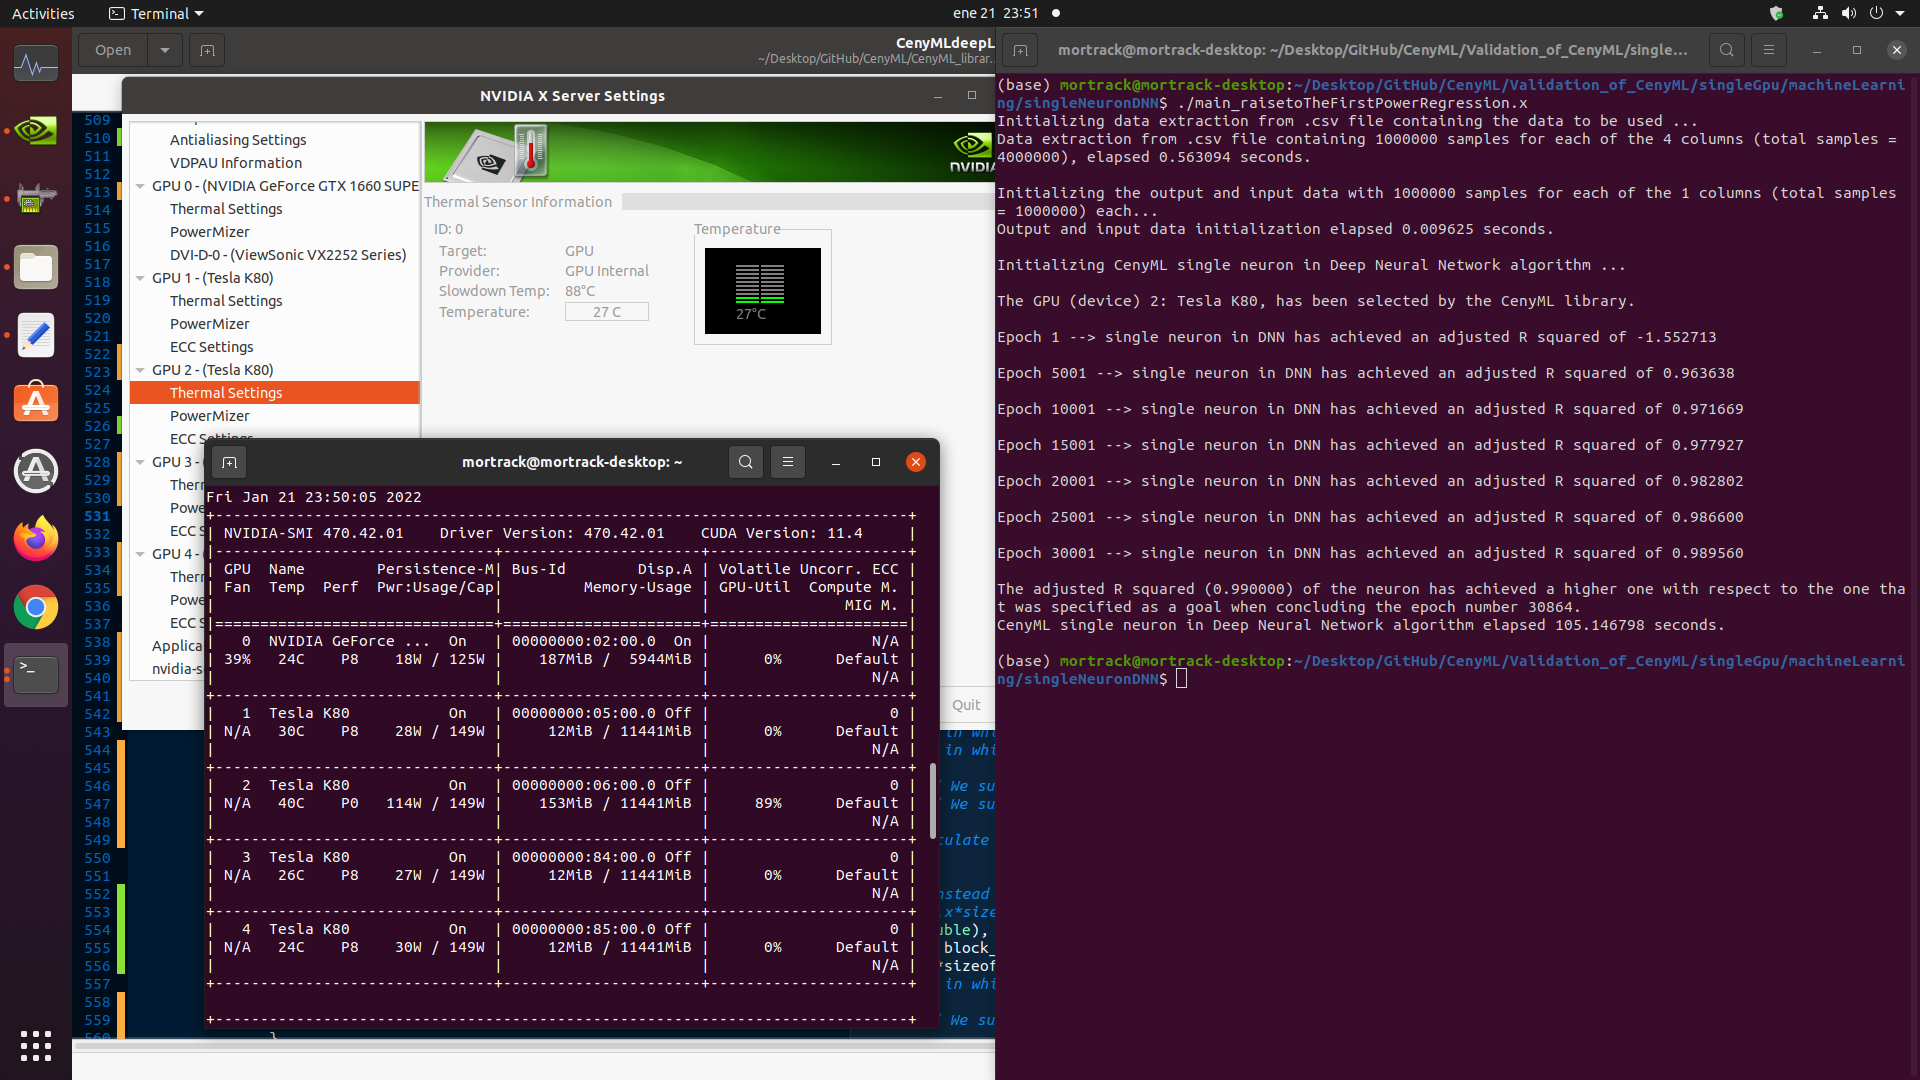 Activities
Terminal
ene 21 23:51
Open
CenyMLdeepL
~/Desktop/GitHub/CenyML/CenyML_librar...
NVIDIA X Server Settings
509
510
511
512
513
514
515
516
517
518
519
520
521
522
523
524
525
526
527
528
529
530
531
532
533
534
535
536
537
538
539
540
541
542
543
544
545
546
547
548
549
550
551
552
553
554
555
556
557
558
559
560
Antialiasing Settings
VDPAU Information
GPU 0 - (NVIDIA GeForce GTX 1660 SUPE
Thermal Settings
PowerMizer
DVI-D-0 - (ViewSonic VX2252 Series)
GPU 1 - (Tesla K80)
Thermal Settings
PowerMizer
ECC Settings
GPU 2 - (Tesla K80)
Thermal Settings
PowerMizer
ECC Settings
GPU 3 - (
Therm
Powe
ECC S
GPU 4 - (
Therm
Powe
ECC S
Applica
nvidia-s
NVIDIA
Thermal Sensor Information
ID: 0
Target: GPU
Provider: GPU Internal
Slowdown Temp: 88°C
Temperature: 27 C
Temperature
27°C
Quit
mortrack@mortrack-desktop: ~
Fri Jan 21 23:50:05 2022
+-----------------------------------------------------------------------------+
| NVIDIA-SMI 470.42.01    Driver Version: 470.42.01    CUDA Version: 11.4     |
|-------------------------------+----------------------+----------------------+
| GPU  Name        Persistence-M| Bus-Id        Disp.A | Volatile Uncorr. ECC |
| Fan  Temp  Perf  Pwr:Usage/Cap|         Memory-Usage | GPU-Util  Compute M. |
|                               |                      |               MIG M. |
|===============================+======================+======================|
|   0  NVIDIA GeForce ...  On   | 00000000:02:00.0  On |                  N/A |
| 39%   24C    P8    18W / 125W |    187MiB /  5944MiB |      0%      Default |
|                               |                      |                  N/A |
+-------------------------------+----------------------+----------------------+
|   1  Tesla K80           On   | 00000000:05:00.0 Off |                    0 |
| N/A   30C    P8    28W / 149W |     12MiB / 11441MiB |      0%      Default |
|                               |                      |                  N/A |
+-------------------------------+----------------------+----------------------+
|   2  Tesla K80           On   | 00000000:06:00.0 Off |                    0 |
| N/A   40C    P0   114W / 149W |    153MiB / 11441MiB |     89%      Default |
|                               |                      |                  N/A |
+-------------------------------+----------------------+----------------------+
|   3  Tesla K80           On   | 00000000:84:00.0 Off |                    0 |
| N/A   26C    P8    27W / 149W |     12MiB / 11441MiB |      0%      Default |
|                               |                      |                  N/A |
+-------------------------------+----------------------+----------------------+
|   4  Tesla K80           On   | 00000000:85:00.0 Off |                    0 |
| N/A   24C    P8    30W / 149W |     12MiB / 11441MiB |      0%      Default |
|                               |                      |                  N/A |
+-------------------------------+----------------------+----------------------+
+-----------------------------------------------------------------------------+
in whi
We su
We su
culate
nstead
x*size
uble),
block_
*sizeof
in whi
We su
}
mortrack@mortrack-desktop: ~/Desktop/GitHub/CenyML/Validation_of_CenyML/single...
(base) mortrack@mortrack-desktop:~/Desktop/GitHub/CenyML/Validation_of_CenyML/singleGpu/machineLearni
ng/singleNeuronDNN$ ./main_raisetoTheFirstPowerRegression.x
Initializing data extraction from .csv file containing the data to be used ...
Data extraction from .csv file containing 1000000 samples for each of the 4 columns (total samples =
4000000), elapsed 0.563094 seconds.
Initializing the output and input data with 1000000 samples for each of the 1 columns (total samples
= 1000000) each...
Output and input data initialization elapsed 0.009625 seconds.
Initializing CenyML single neuron in Deep Neural Network algorithm ...
The GPU (device) 2: Tesla K80, has been selected by the CenyML library.
Epoch 1 --> single neuron in DNN has achieved an adjusted R squared of -1.552713
Epoch 5001 --> single neuron in DNN has achieved an adjusted R squared of 0.963638
Epoch 10001 --> single neuron in DNN has achieved an adjusted R squared of 0.971669
Epoch 15001 --> single neuron in DNN has achieved an adjusted R squared of 0.977927
Epoch 20001 --> single neuron in DNN has achieved an adjusted R squared of 0.982802
Epoch 25001 --> single neuron in DNN has achieved an adjusted R squared of 0.986600
Epoch 30001 --> single neuron in DNN has achieved an adjusted R squared of 0.989560
The adjusted R squared (0.990000) of the neuron has achieved a higher one with respect to the one tha
t was specified as a goal when concluding the epoch number 30864.
CenyML single neuron in Deep Neural Network algorithm elapsed 105.146798 seconds.
(base) mortrack@mortrack-desktop:~/Desktop/GitHub/CenyML/Validation_of_CenyML/singleGpu/machineLearni
ng/singleNeuronDNN$